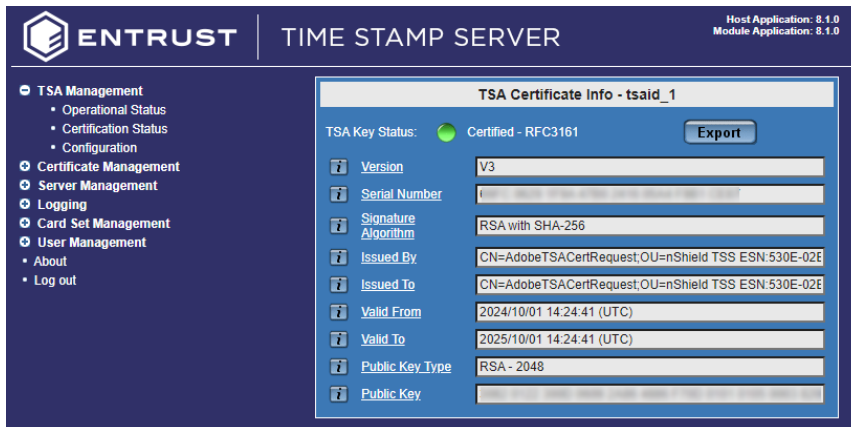 ENTRUST
TIME STAMP SERVER
Host Application: 8.1.0
Module Application: 8.1.0
TSA Management
Operational Status
Certification Status
Configuration
Certificate Management
Server Management
Logging
Card Set Management
User Management
About
Log out
TSA Certificate Info - tsaid_1
TSA Key Status: Certified - RFC3161 Export
i Version V3
i Serial Number
i Signature
Algorithm RSA with SHA-256
i Issued By CN=AdobeTSACertRequest;OU=nShield TSS ESN:530E-02E
i Issued To CN=AdobeTSACertRequest;OU=nShield TSS ESN:530E-02E
i Valid From 2024/10/01 14:24:41 (UTC)
i Valid To 2025/10/01 14:24:41 (UTC)
i Public Key Type RSA - 2048
i Public Key